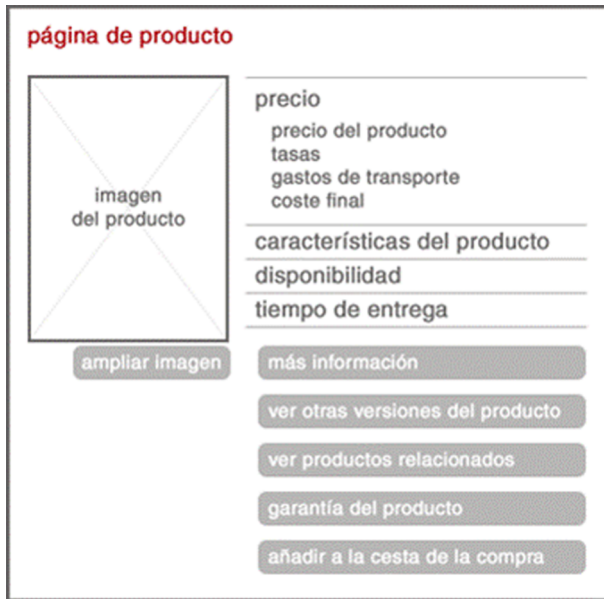 página de producto
imagen
del producto
ampliar imagen
precio
precio del producto
tasas
gastos de transporte
coste final
características del producto
disponibilidad
tiempo de entrega
más información
ver otras versiones del producto
ver productos relacionados
garantía del producto
añadir a la cesta de la compra